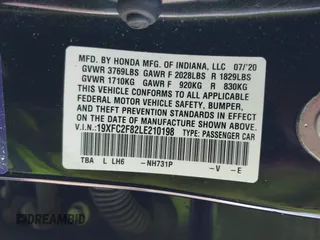 MFD. BY HONDA MFG. OF INDIANA, LLC 07/'20
GVWR 3769LBS GAWR F 2028LBS R 1829LBS
GVWR 1710KG GAWR F 920KG R 830KG
THIS VEHICLE CONFORMS TO ALL APPLICABLE
FEDERAL MOTOR VEHICLE SAFETY, BUMPER,
AND THEFT PREVENTION STANDARDS IN EFFECT
ON THE DATE OF MANUFACTURE SHOWN ABOVE.
V.I.N.:19XFC2F82LE210198 TYPE: PASSENGER CAR
TBA L LH6 -NH731P -V -E
IDREAMBID